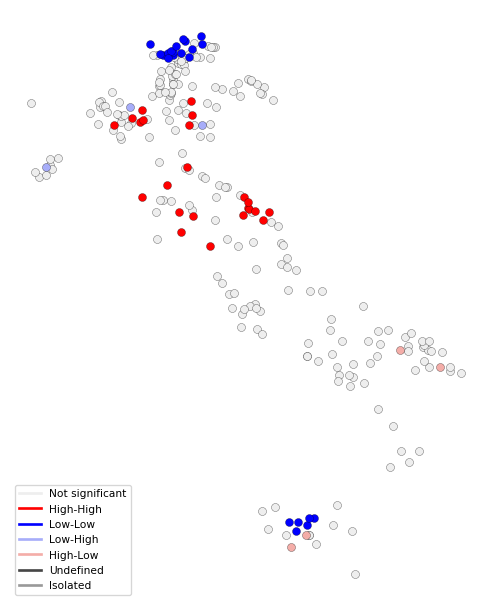 Not significant
High-High
Low-Low
Low-High
High-Low
Undefined
Isolated